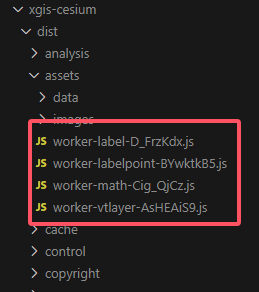 xgis-cesium
dist
analysis
assets
data
images
JS worker-label-D_FrzKdx.js
JS worker-labelpoint-BYwktkB5.js
JS worker-math-Cig_QjCz.js
JS worker-vtlayer-AsHEAiS9.js
cache
control
copyright